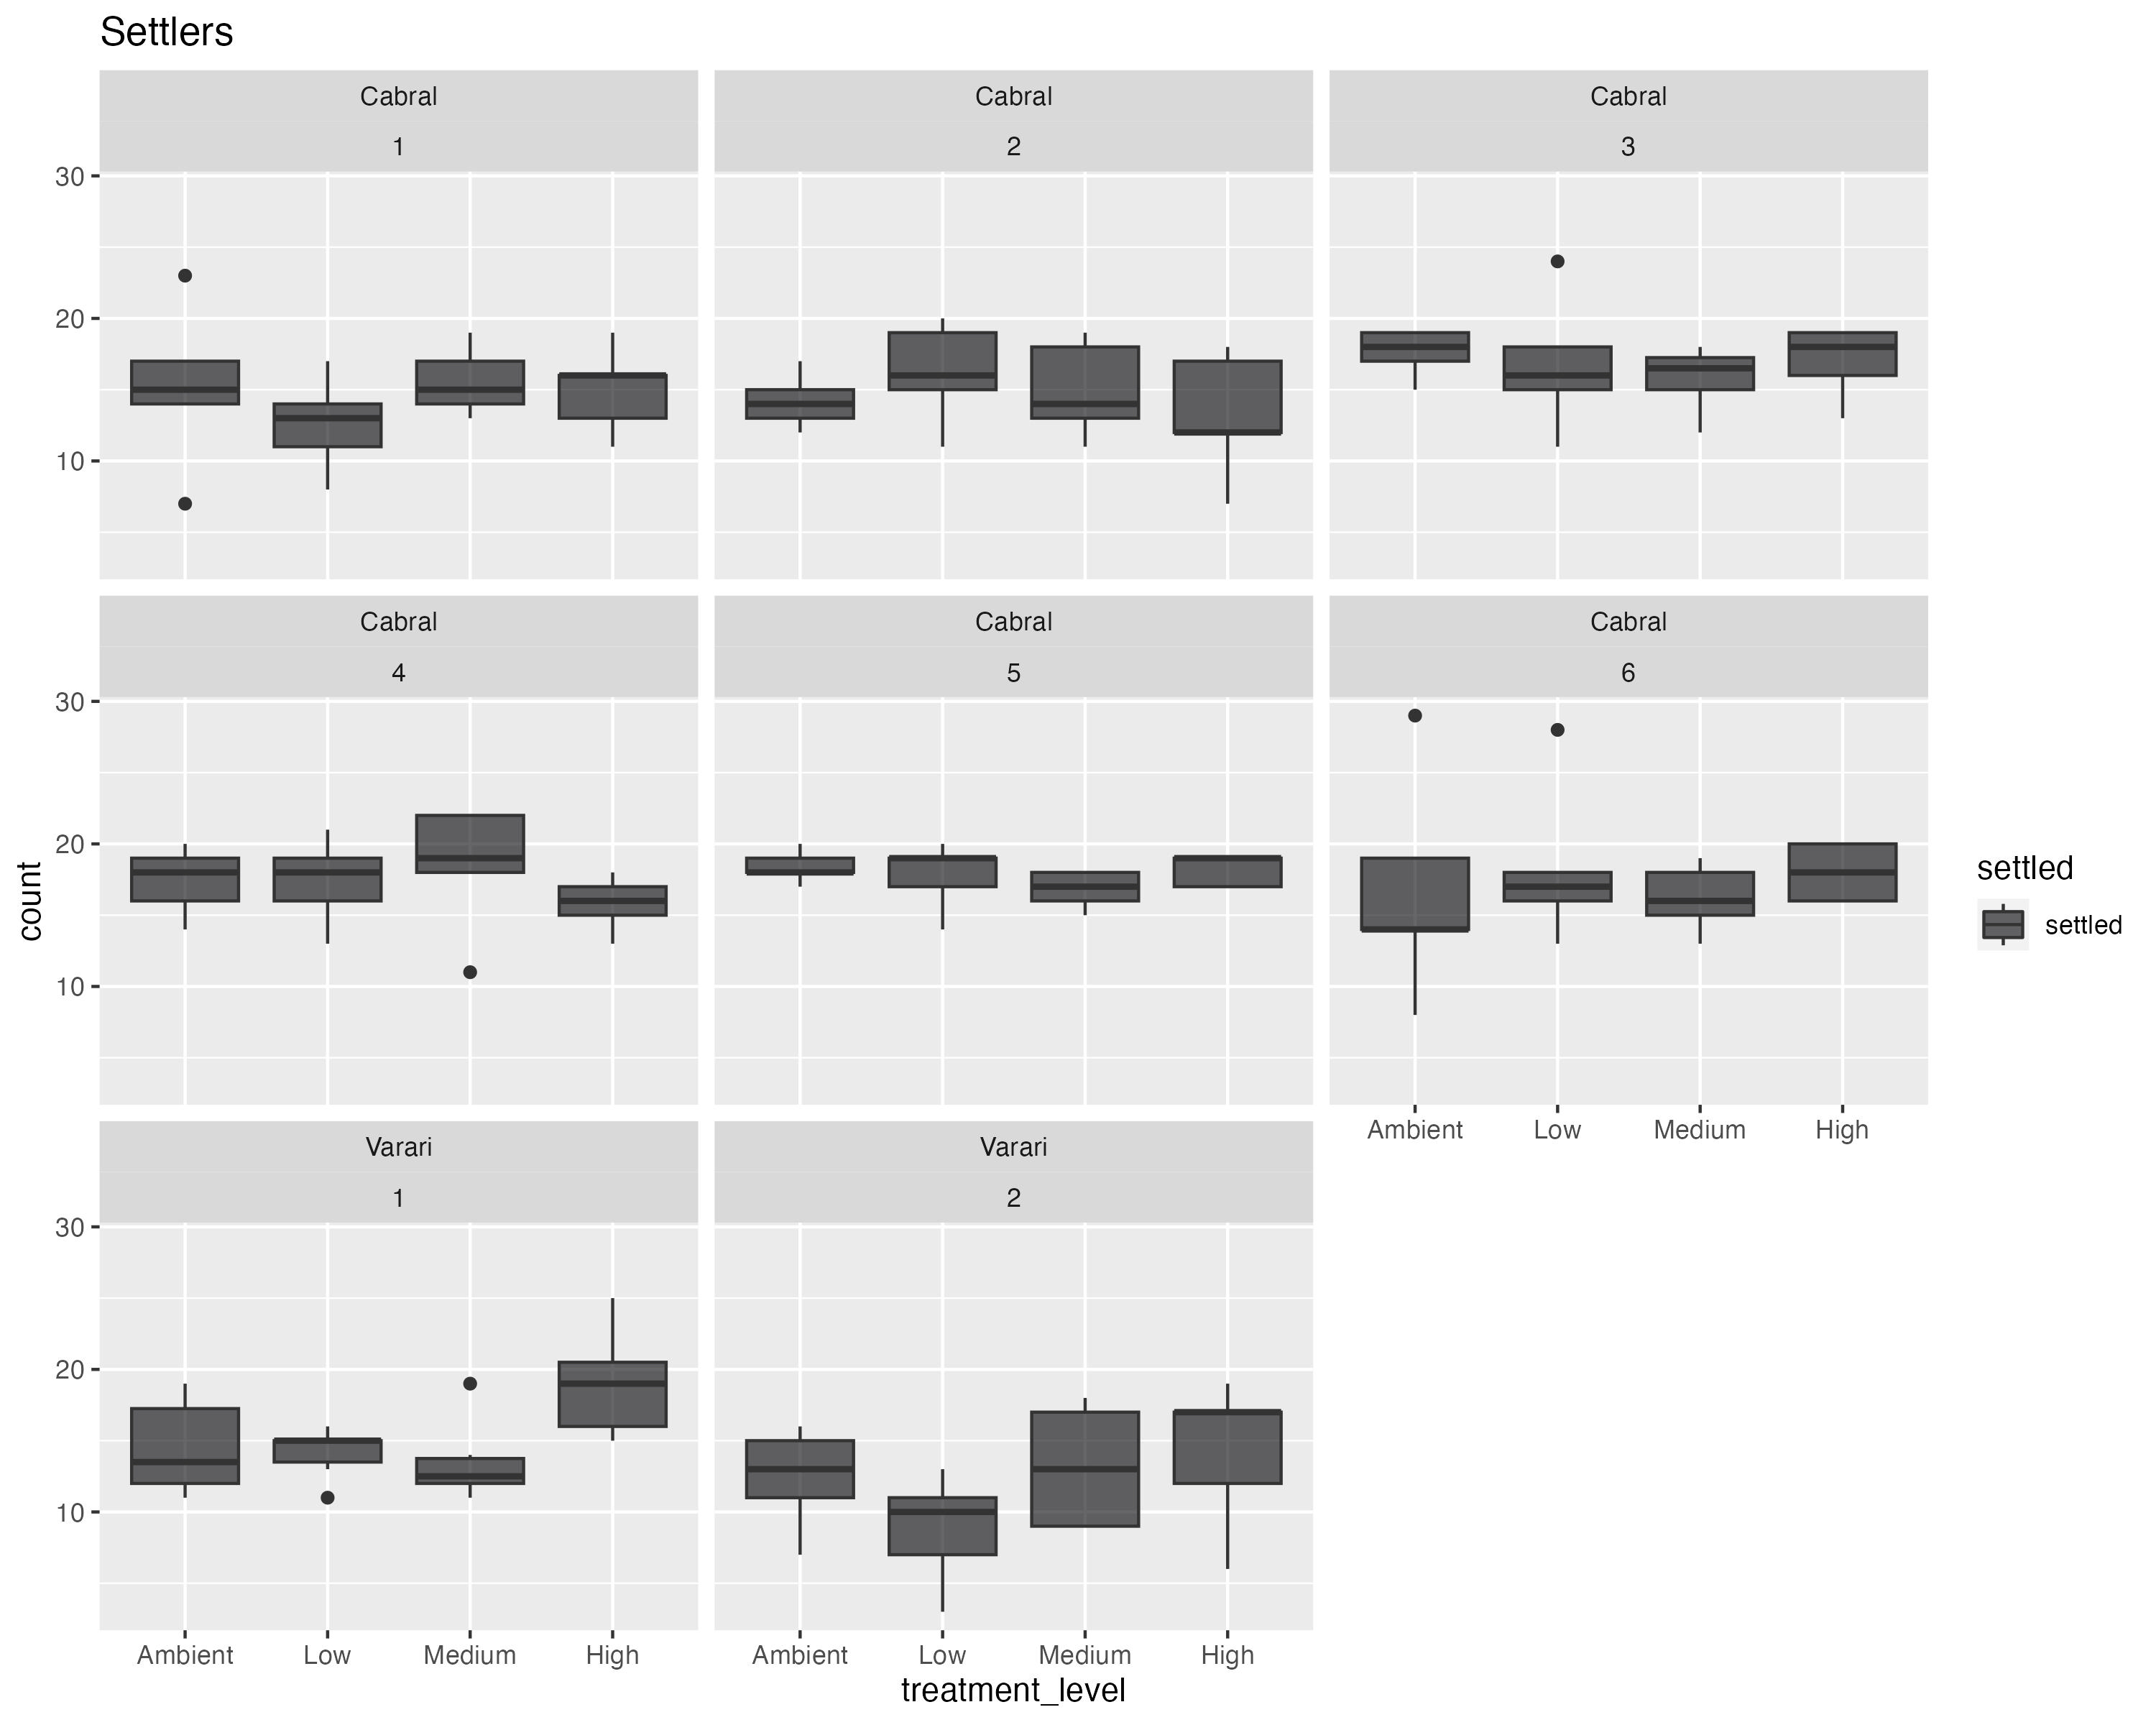 Settlers
Cabral
1
Cabral
2
Cabral
3
30
20
10
Cabral
4
Cabral
5
Cabral
6
30
20
10
Ambient Low Medium High
Varari
1
Varari
2
30
20
10
Ambient Low Medium High
Ambient Low Medium High
treatment_level
count
settled
settled